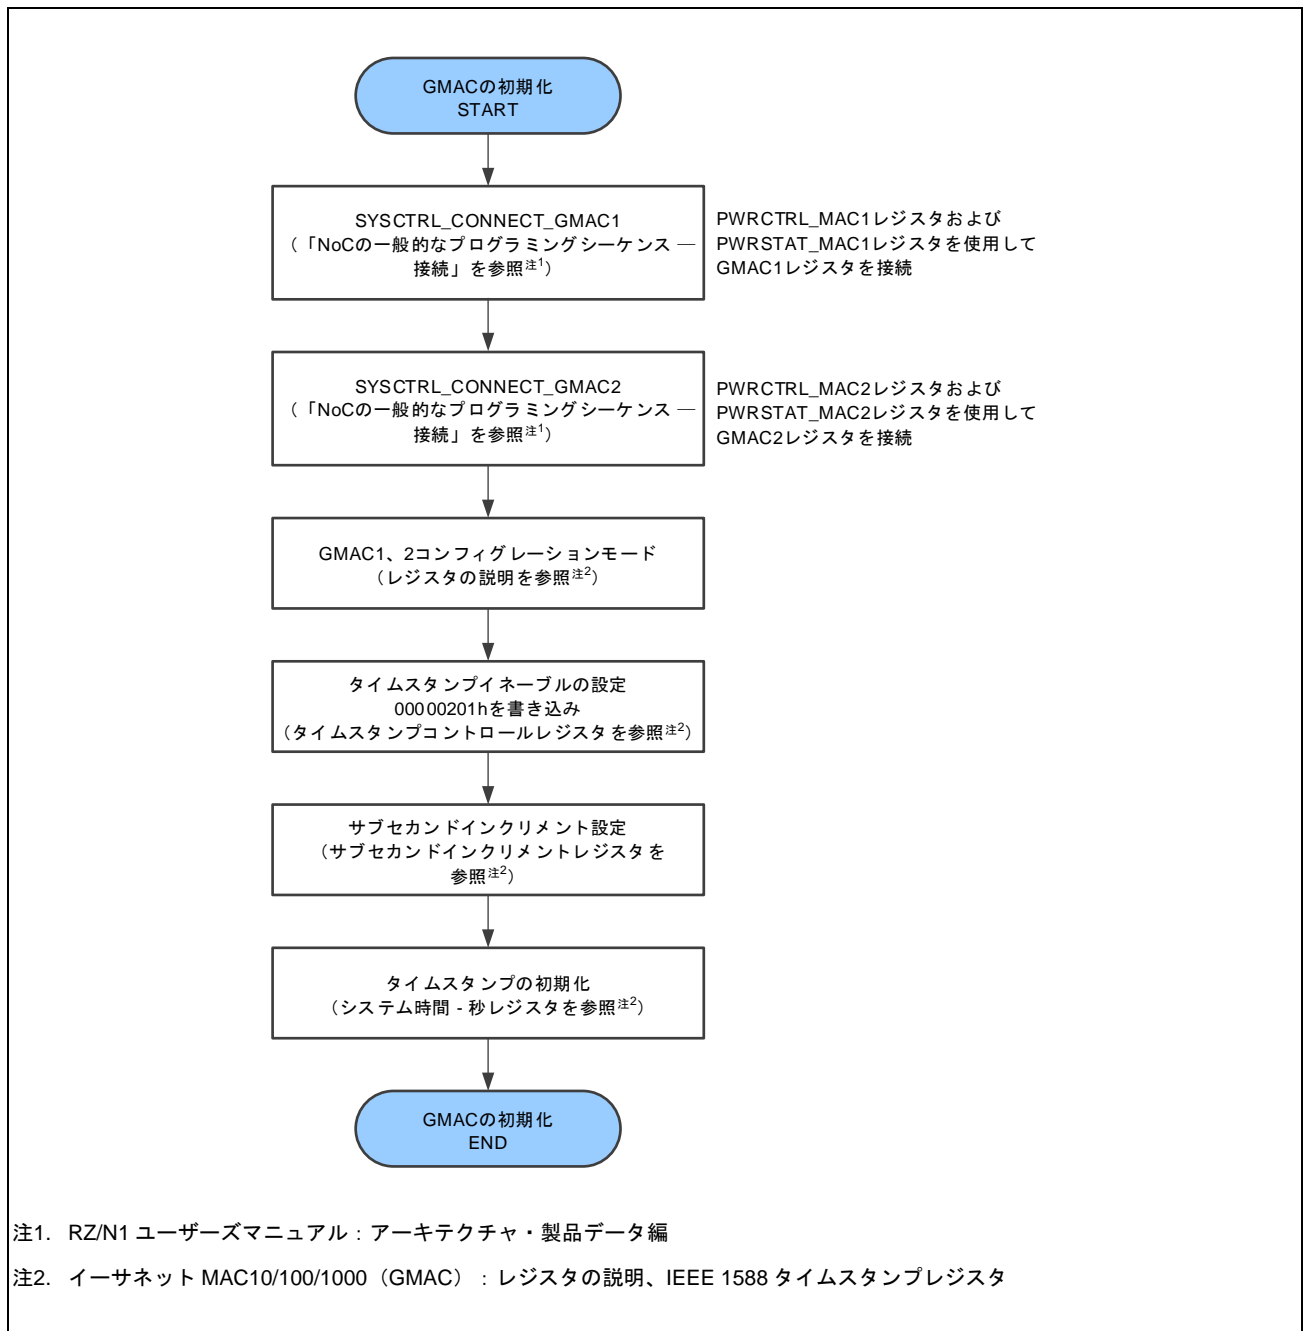 GMACの初期化
START
SYSCTRL_CONNECT_GMAC1
（「NoCの一般的なプログラミングシーケンス ―
接続」を参照注1）
PWRCTRL_MAC1レジスタおよび
PWRSTAT_MAC1レジスタを使用して
GMAC1レジスタを接続
SYSCTRL_CONNECT_GMAC2
（「NoCの一般的なプログラミングシーケンス ―
接続」を参照注1）
PWRCTRL_MAC2レジスタおよび
PWRSTAT_MAC2レジスタを使用して
GMAC2レジスタを接続
GMAC1、2コンフィグレーションモード
（レジスタの説明を参照注2）
タイムスタンプイネーブルの設定
00000201hを書き込み
（タイムスタンプコントロールレジスタを参照注2）
サブセカンドインクリメント設定
（サブセカンドインクリメントレジスタを
参照注2）
タイムスタンプの初期化
（システム時間 - 秒レジスタを参照注2）
GMACの初期化
END
注1. RZ/N1 ユーザーズマニュアル：アーキテクチャ・製品データ編
注2. イーサネット MAC10/100/1000（GMAC）：レジスタの説明、IEEE 1588 タイムスタンプレジスタ